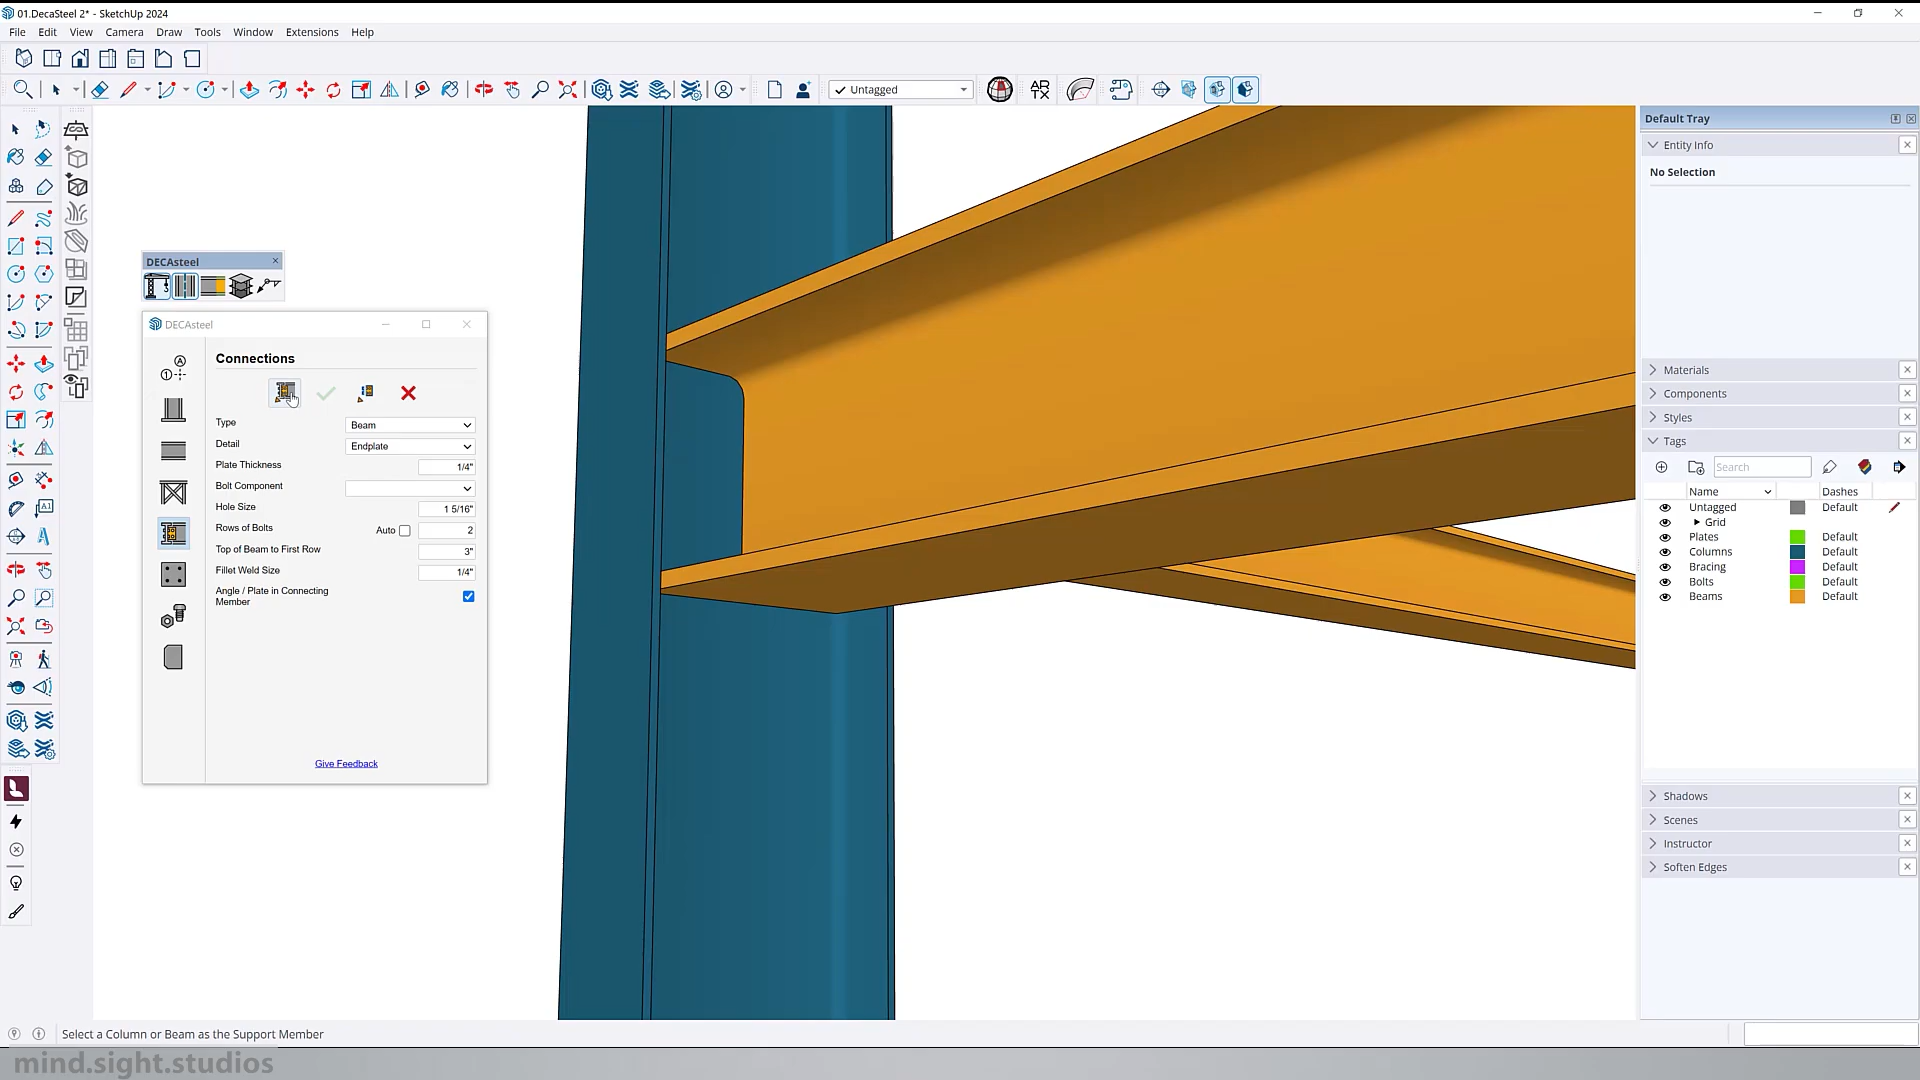 01.DecaSteel 2* - SketchUp 2024
File Edit View Camera Draw Tools Window Extensions Help
Untagged
AR
TX
DECAsteel
DECAsteel
Connections
Type Beam
Detail Endplate
Plate Thickness 1/4"
Bolt Component
Hole Size 1 5/16"
Rows of Bolts Auto 2
Top of Beam to First Row 3"
Fillet Weld Size 1/4"
Angle / Plate in Connecting
Member
Give Feedback
Default Tray
Entity Info
No Selection
Materials
Components
Styles
Tags
Search
Name Dashes
Untagged Default
Grid
Plates Default
Columns Default
Bracing Default
Bolts Default
Beams Default
Shadows
Scenes
Instructor
Soften Edges
Select a Column or Beam as the Support Member
mind.sight.studios